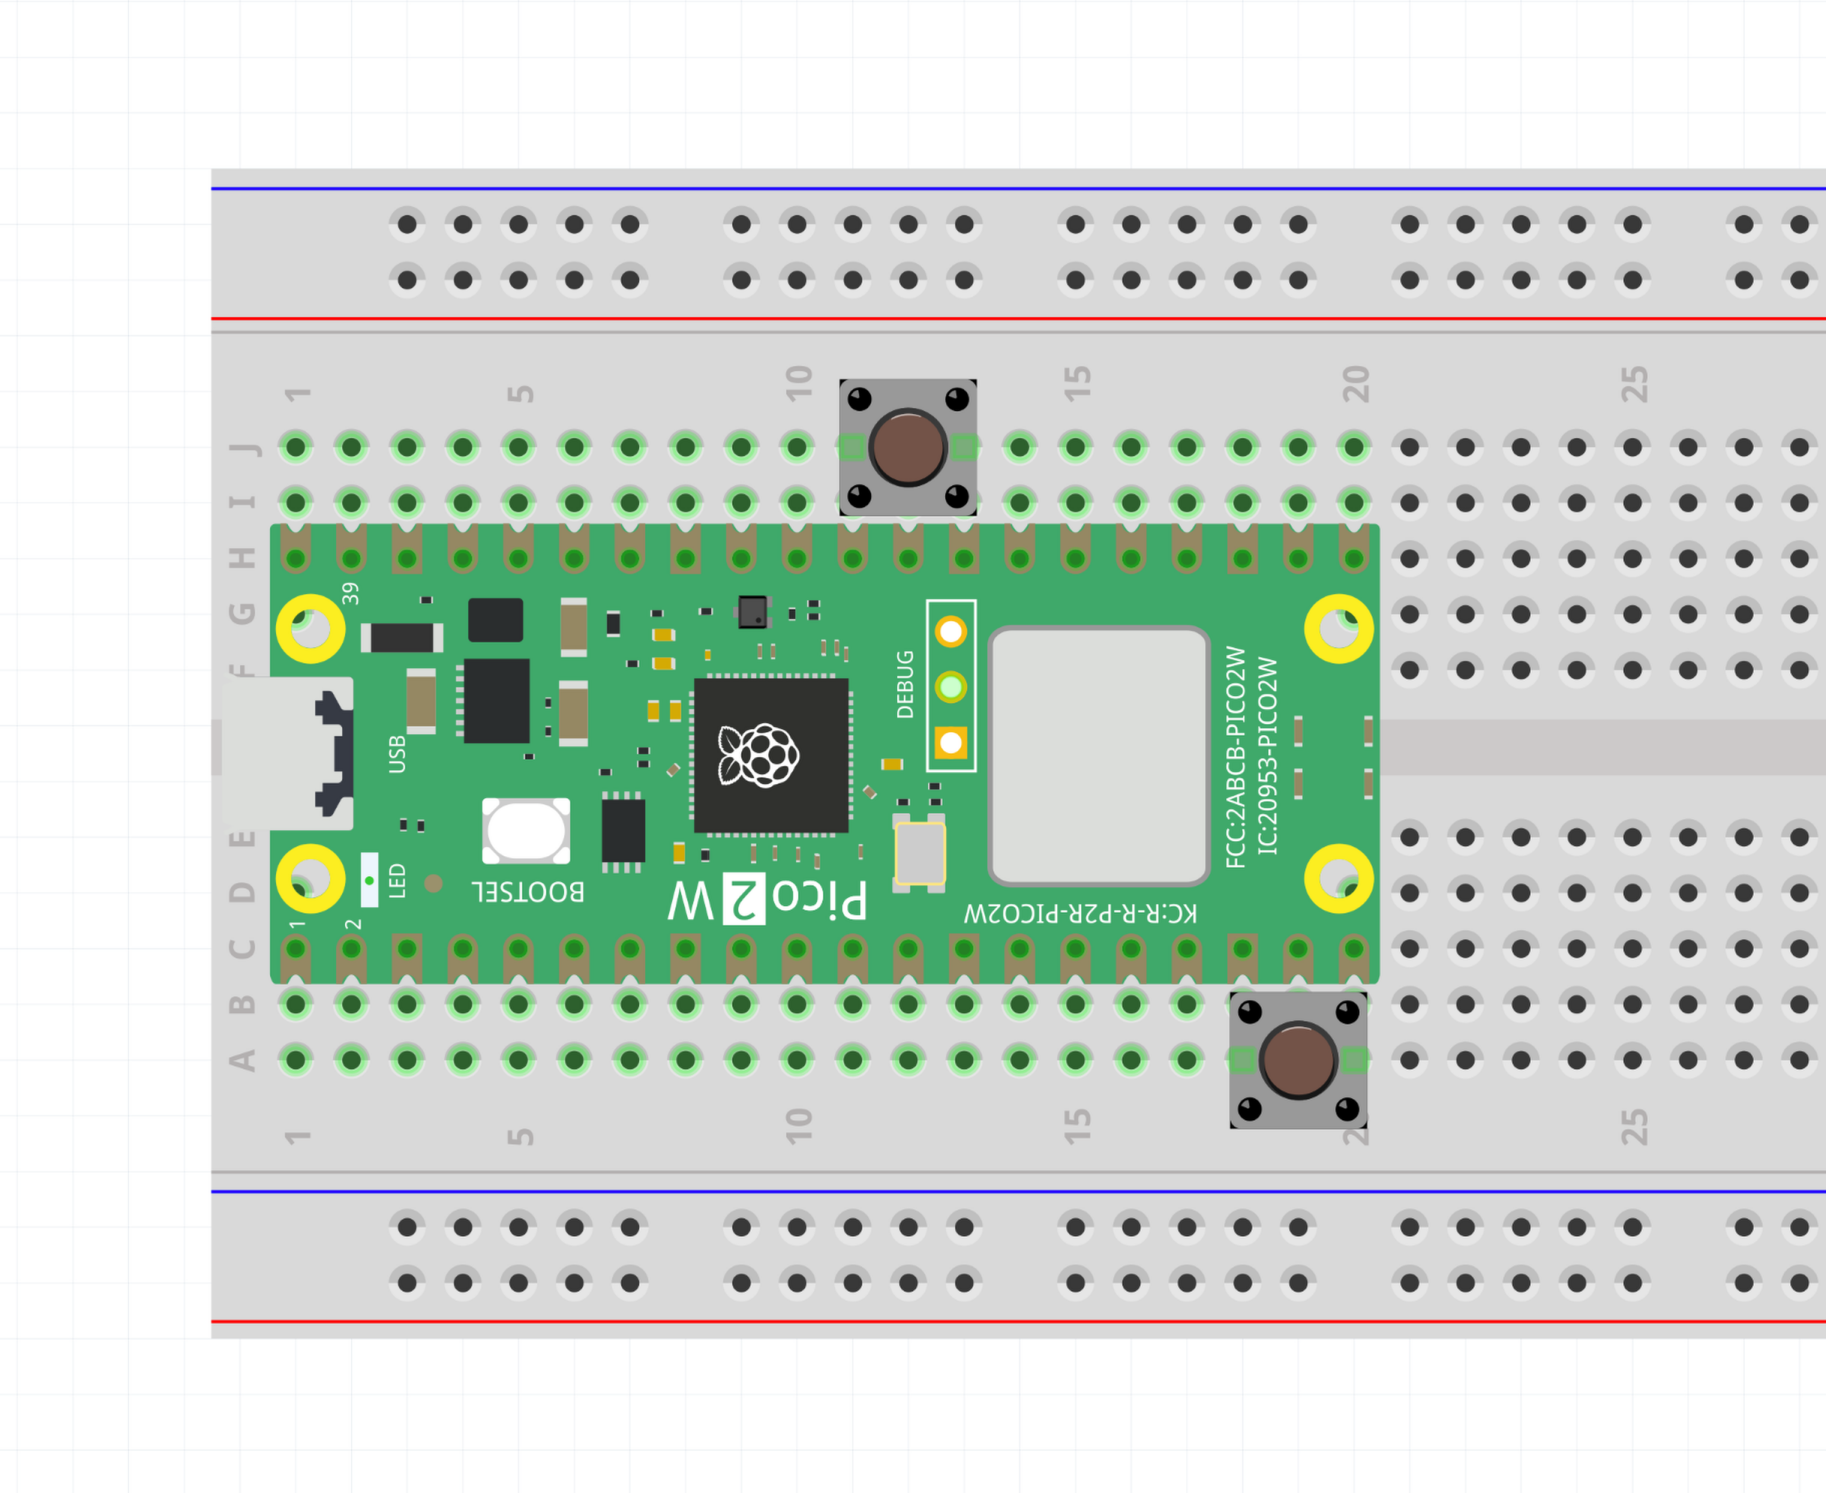 1 5 10 15 20 25
J
I
H
G
F
E
D
C
B
A
39
USB
LED
1
2
BOOTSEL
Pico 2 W
DEBUG
FCC:2ABCB-PICO2W
IC:20953-PICO2W
KC:R-R-P2R-PICO2W
1 5 10 15 20 25